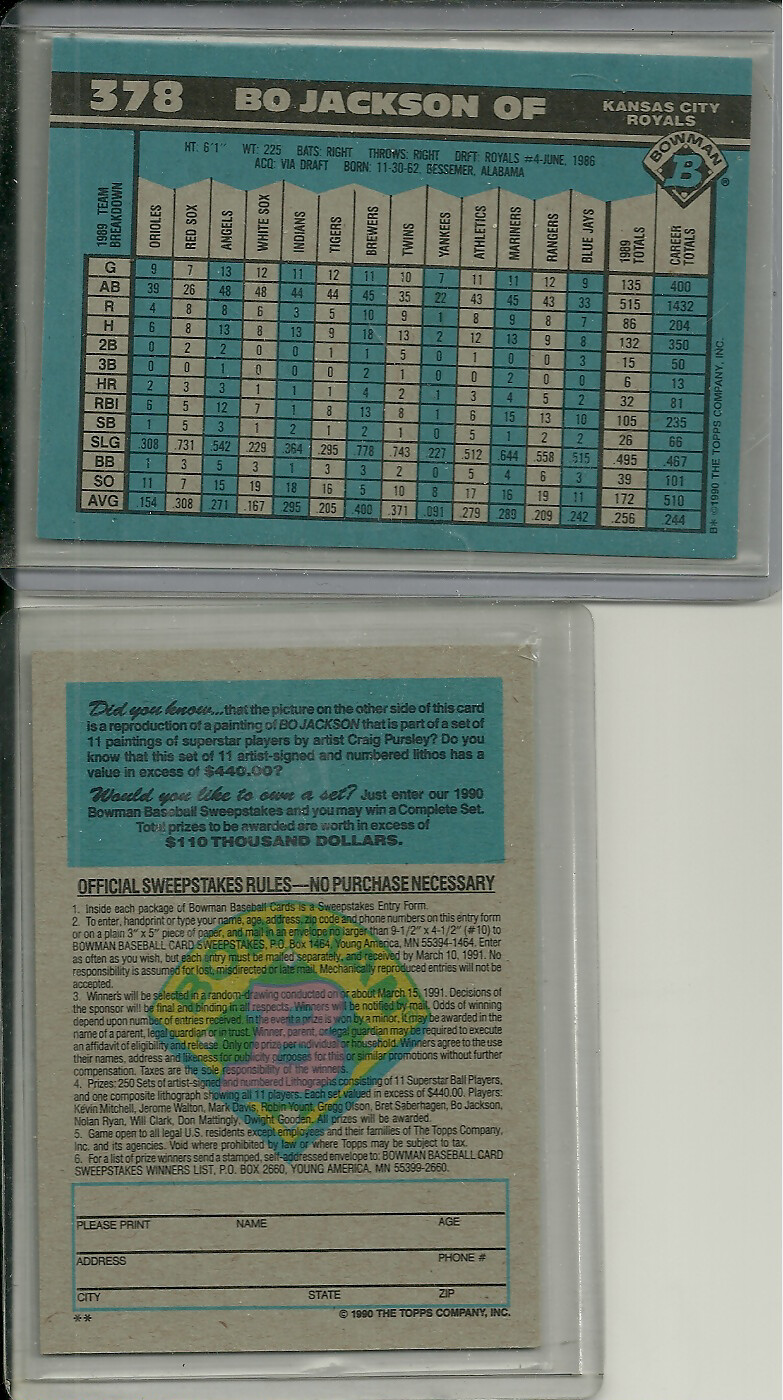 378 BO JACKSON OF KANSAS CITY ROYALS
HT. 6'1" WT: 225 BATS: RIGHT THROWS: RIGHT DRFT: ROYALS #4-JUNE, 1986
ACQ: VIA DRAFT BORN: 11-30-62, BESSEMER, ALABAMA
BOWMAN B ®
1989 TEAM BREAKDOWN ORIOLES RED SOX ANGELS WHITE SOX INDIANS TIGERS BREWERS TWINS YANKEES ATHLETICS MARINERS RANGERS BLUE JAYS 1989 TOTALS CAREER TOTALS
G 9 7 13 12 11 12 11 10 7 11 11 12 9 135 400
AB 39 26 48 48 44 44 45 35 22 43 45 43 33 515 1432
R 4 8 8 6 3 5 10 9 1 8 9 8 7 86 204
H 6 8 13 8 13 9 18 13 2 12 13 9 8 132 350
2B 0 2 2 0 0 1 1 5 0 1 0 0 3 15 50
3B 0 0 1 0 0 0 2 1 0 0 2 0 0 6 13
HR 2 3 3 1 1 1 4 2 1 3 4 5 2 32 81
RBI 6 5 12 7 1 8 13 8 1 6 15 13 10 105 235
SB 1 5 3 1 2 1 2 1 0 5 1 2 2 26 66
SLG .308 .731 .542 .229 .364 .295 .778 .743 .227 .512 .644 .558 .515 .495 .467
BB 1 3 5 3 1 3 3 2 0 5 4 6 3 39 101
SO 11 7 15 19 18 16 5 10 8 17 16 19 11 172 510
AVG .154 .308 .271 .167 .295 .205 .400 .371 .091 .279 .289 .209 .242 .256 .244
B* ©1990 THE TOPPS COMPANY, INC.
Did you know...that the picture on the other side of this card
is a reproduction of a painting of BO JACKSON that is part of a set of
11 paintings of superstar players by artist Craig Pursley? Do you
know that this set of 11 artist-signed and numbered lithos has a
value in excess of $440.00?
Would you like to own a set? Just enter our 1990
Bowman Baseball Sweepstakes and you may win a Complete Set.
Total prizes to be awarded are worth in excess of
$110 THOUSAND DOLLARS.
OFFICIAL SWEEPSTAKES RULES—NO PURCHASE NECESSARY
1. Inside each package of Bowman Baseball Cards is a Sweepstakes Entry Form.
2. To enter, handprint or type your name, age, address, zip code and phone numbers on this entry form
or on a plain 3" x 5" piece of paper, and mail in an envelope no larger than 9-1/2" x 4-1/2" (#10) to
BOWMAN BASEBALL CARD SWEEPSTAKES, P.O. Box 1464, Young America, MN 55394-1464. Enter
as often as you wish, but each entry must be mailed separately, and received by March 10, 1991. No
responsibility is assumed for lost, misdirected or late mail. Mechanically reproduced entries will not be
accepted.
3. Winners will be selected in a random-drawing conducted on or about March 15, 1991. Decisions of
the sponsor will be final and binding in all respects. Winners will be notified by mail. Odds of winning
depend upon number of entries received. In the event a prize is won by a minor, it may be awarded in the
name of a parent, legal guardian or in trust. Winner, parent, or legal guardian may be required to execute
an affidavit of eligibility and release. Only one prize per individual or household. Winners agree to the use
their names, address and likeness for publicity purposes for this or similar promotions without further
compensation. Taxes are the sole responsibility of the winners.
4. Prizes: 250 Sets of artist-signed and numbered Lithographs consisting of 11 Superstar Ball Players,
and one composite lithograph showing all 11 players. Each set valued in excess of $440.00. Players:
Kevin Mitchell, Jerome Walton, Mark Davis, Robin Yount, Gregg Olson, Bret Saberhagen, Bo Jackson,
Nolan Ryan, Will Clark, Don Mattingly, Dwight Gooden. All prizes will be awarded.
5. Game open to all legal U.S. residents except employees and their families of The Topps Company,
Inc. and its agencies. Void where prohibited by law or where Topps may be subject to tax.
6. For a list of prize winners send a stamped, self-addressed envelope to: BOWMAN BASEBALL CARD
SWEEPSTAKES WINNERS LIST, P.O. BOX 2660, YOUNG AMERICA, MN 55399-2660.
PLEASE PRINT NAME AGE
ADDRESS PHONE #
CITY STATE ZIP
** © 1990 THE TOPPS COMPANY, INC.